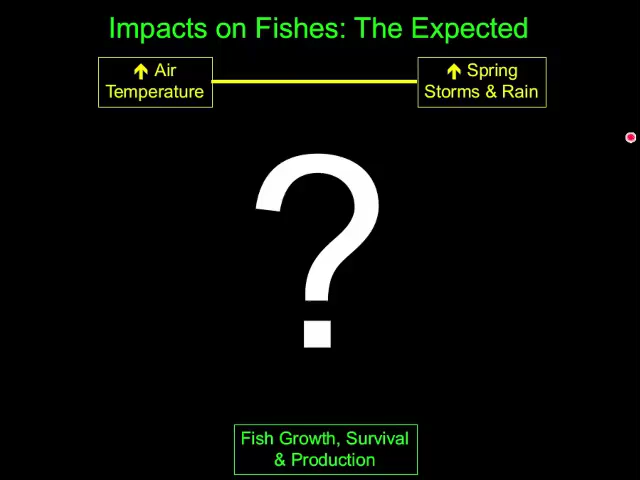 Impacts on Fishes: The Expected
↑ Air
Temperature
↑ Spring
Storms & Rain
?
Fish Growth, Survival
& Production